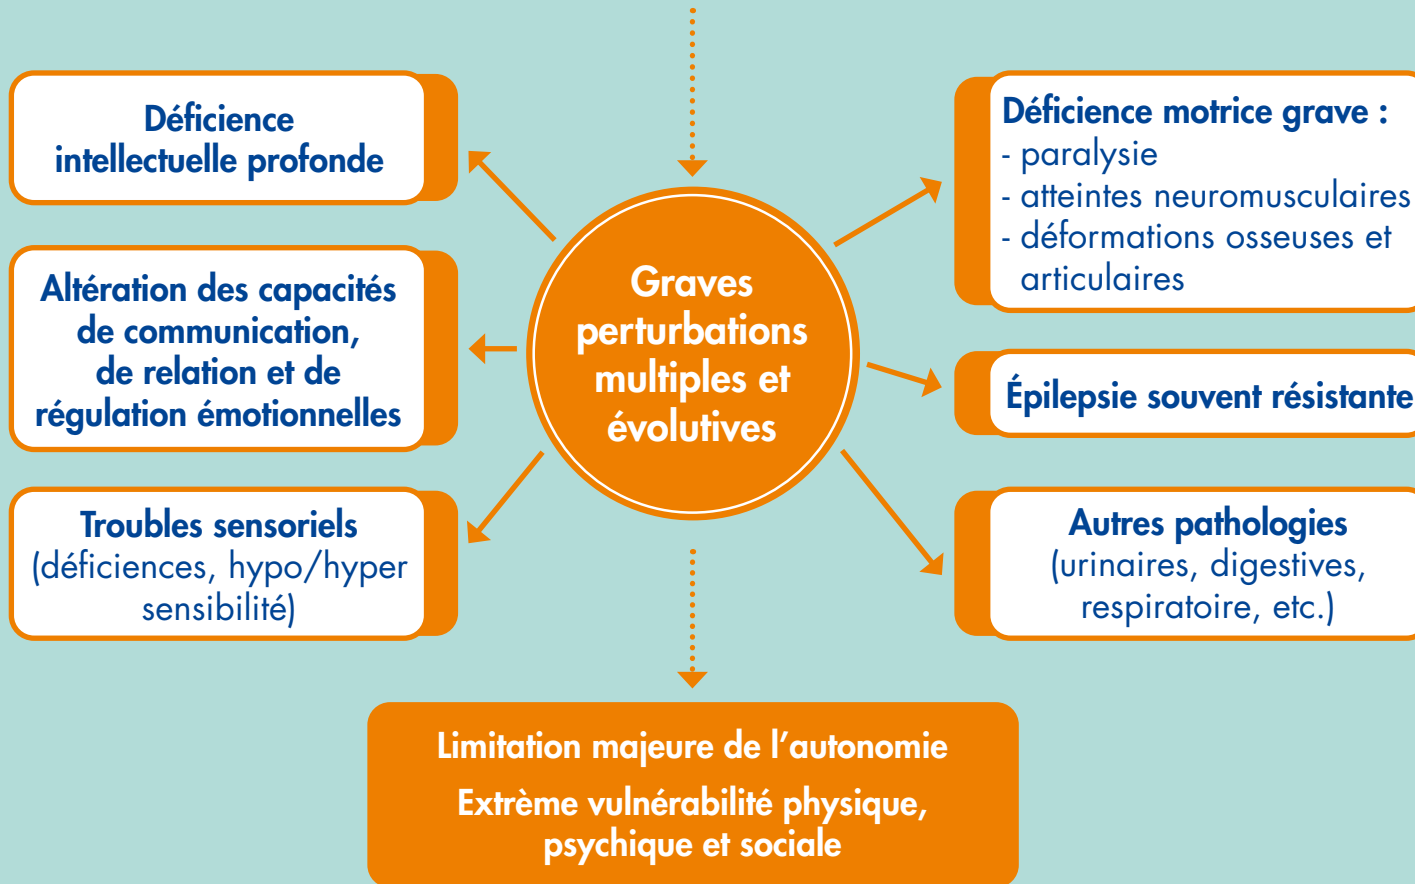 Déficience
intellectuelle profonde
Altération des capacités
de communication,
de relation et de
régulation émotionnelles
Troubles sensoriels
(déficiences, hypo/hyper
sensibilité)
Graves
perturbations
multiples et
évolutives
Déficience motrice grave :
- paralysie
- atteintes neuromusculaires
- déformations osseuses et
articulaires
Épilepsie souvent résistante
Autres pathologies
(urinaires, digestives,
respiratoire, etc.)
Limitation majeure de l’autonomie
Extrème vulnérabilité physique,
psychique et sociale